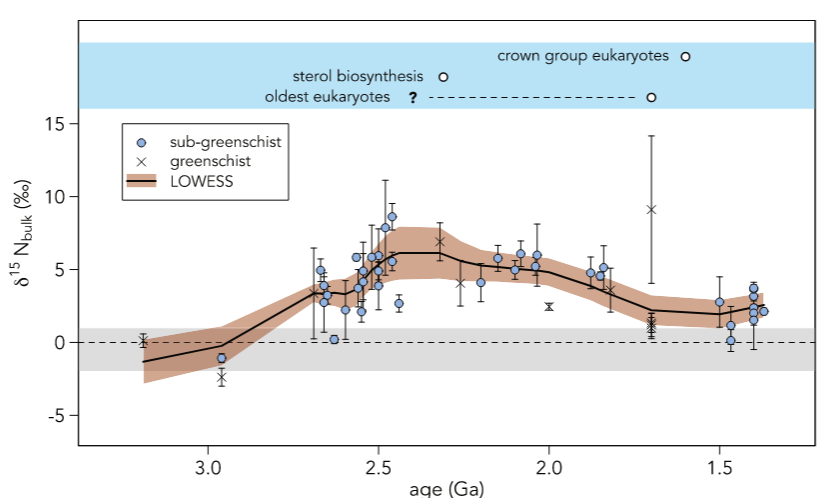 crown group eukaryotes
sterol biosynthesis
oldest eukaryotes ?
15
10
5
0
-5
δ¹⁵ N_bulk (‰)
sub-greenschist
greenschist
LOWESS
3.0 2.5 2.0 1.5
age (Ga)